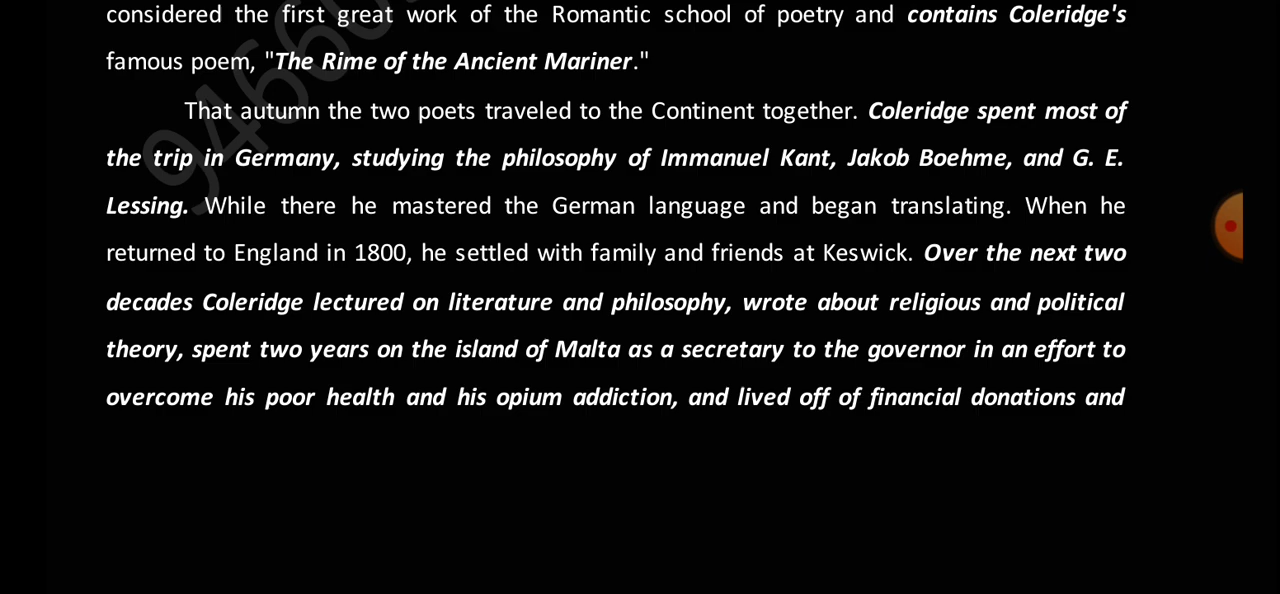 considered the first great work of the Romantic school of poetry and contains Coleridge's
famous poem, "The Rime of the Ancient Mariner."
That autumn the two poets traveled to the Continent together. Coleridge spent most of
the trip in Germany, studying the philosophy of Immanuel Kant, Jakob Boehme, and G. E.
Lessing. While there he mastered the German language and began translating. When he
returned to England in 1800, he settled with family and friends at Keswick. Over the next two
decades Coleridge lectured on literature and philosophy, wrote about religious and political
theory, spent two years on the island of Malta as a secretary to the governor in an effort to
overcome his poor health and his opium addiction, and lived off of financial donations and